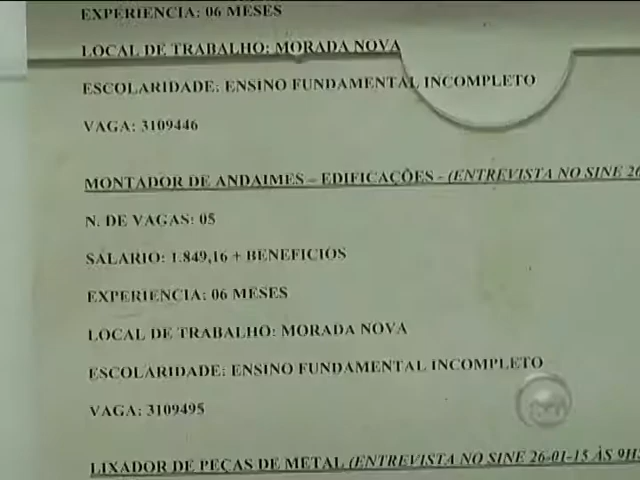 EXPERIENCIA: 06 MESES
LOCAL DE TRABALHO: MORADA NOVA
ESCOLARIDADE: ENSINO FUNDAMENTAL INCOMPLETO
VAGA: 3109446
MONTADOR DE ANDAIMES – EDIFICAÇÕES - (ENTREVISTA NO SINE 26
N. DE VAGAS: 05
SALARIO: 1.849,16 + BENEFICIOS
EXPERIENCIA: 06 MESES
LOCAL DE TRABALHO: MORADA NOVA
ESCOLARIDADE: ENSINO FUNDAMENTAL INCOMPLETO
VAGA: 3109495
LIXADOR DE PEÇAS DE METAL (ENTREVISTA NO SINE 26-01-15 ÀS 9H